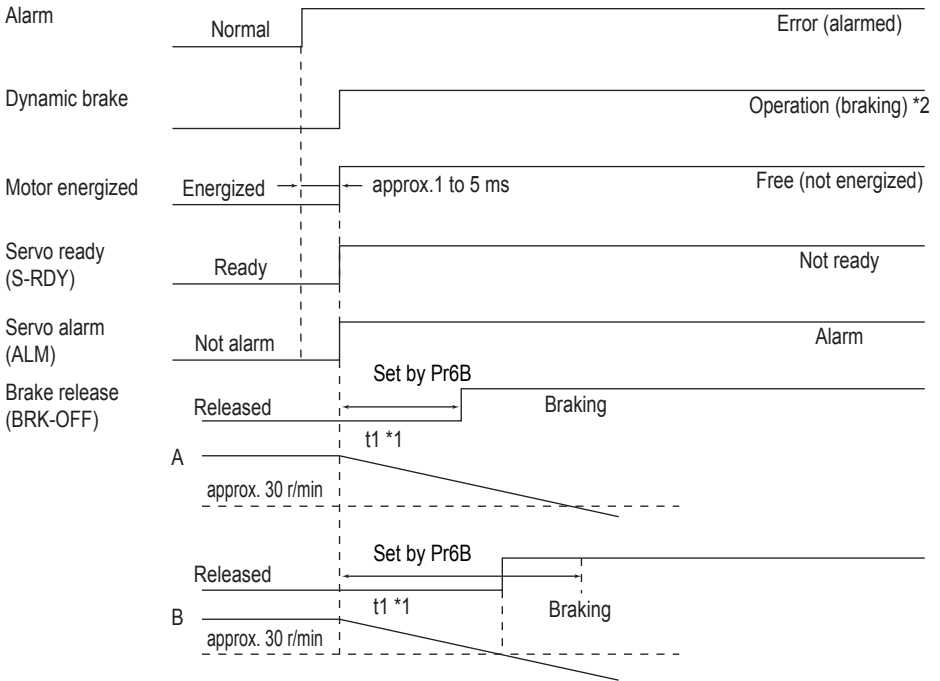 Alarm
Normal
Error (alarmed)
Dynamic brake
Operation (braking) *2
Motor energized
Energized
approx.1 to 5 ms
Free (not energized)
Servo ready
(S-RDY)
Ready
Not ready
Servo alarm
(ALM)
Not alarm
Alarm
Brake release
(BRK-OFF)
Released
Set by Pr6B
Braking
t1 *1
A
approx. 30 r/min
Set by Pr6B
Released
t1 *1
Braking
B
approx. 30 r/min